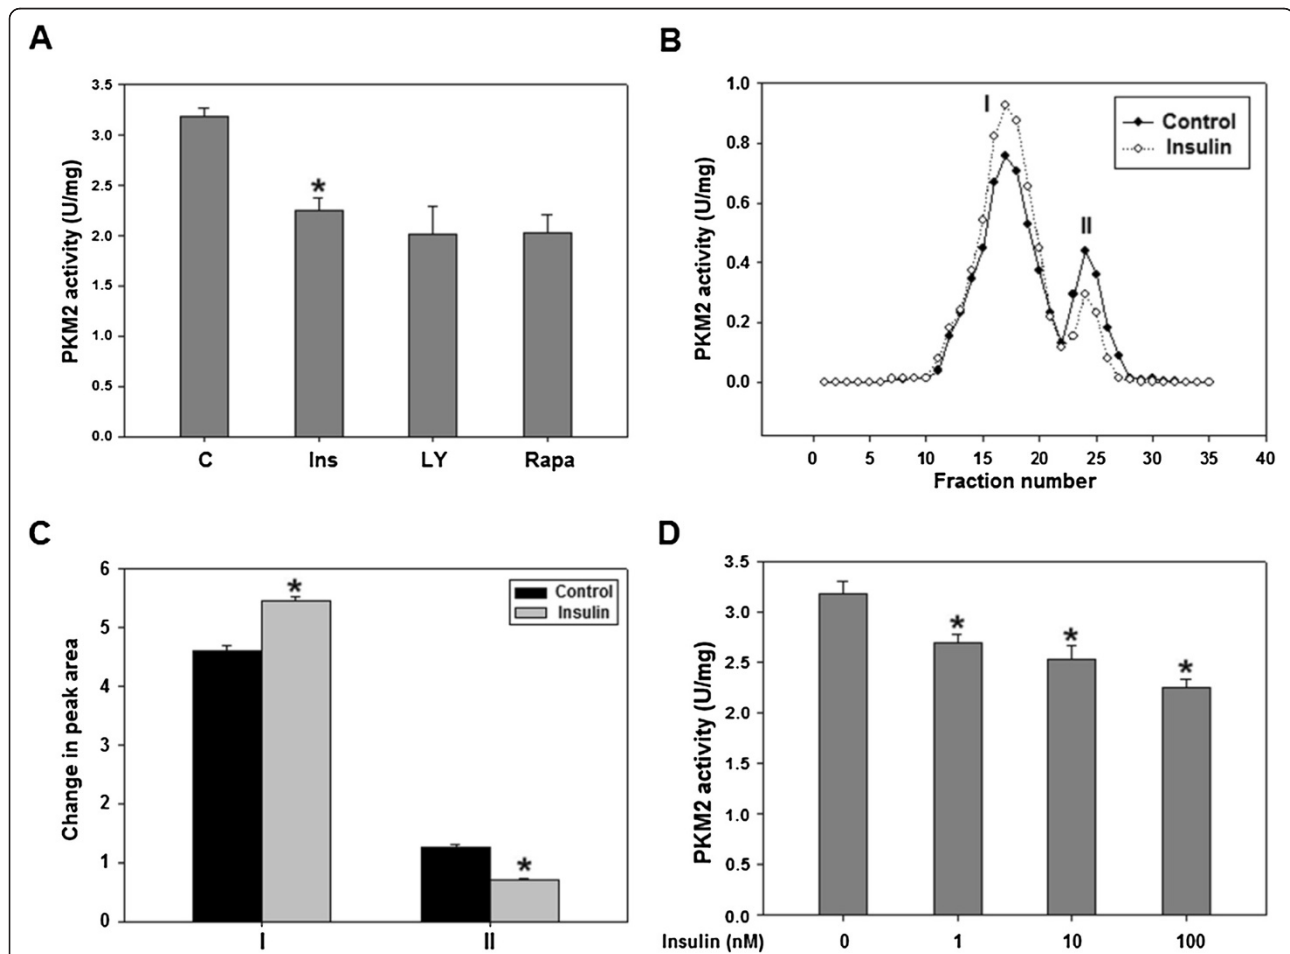 A
PKM2 activity (U/mg)
3.5
3.0
2.5
2.0
1.5
1.0
0.5
0.0
*
C Ins LY Rapa
B
PKM2 activity (U/mg)
1.0
0.8
0.6
0.4
0.2
0.0
I
II
Control
Insulin
0 5 10 15 20 25 30 35 40
Fraction number
C
Change in peak area
6
5
4
3
2
1
0
*
*
Control
Insulin
I II
D
PKM2 activity (U/mg)
3.5
3.0
2.5
2.0
1.5
1.0
0.5
0.0
*
*
*
Insulin (nM) 0 1 10 100